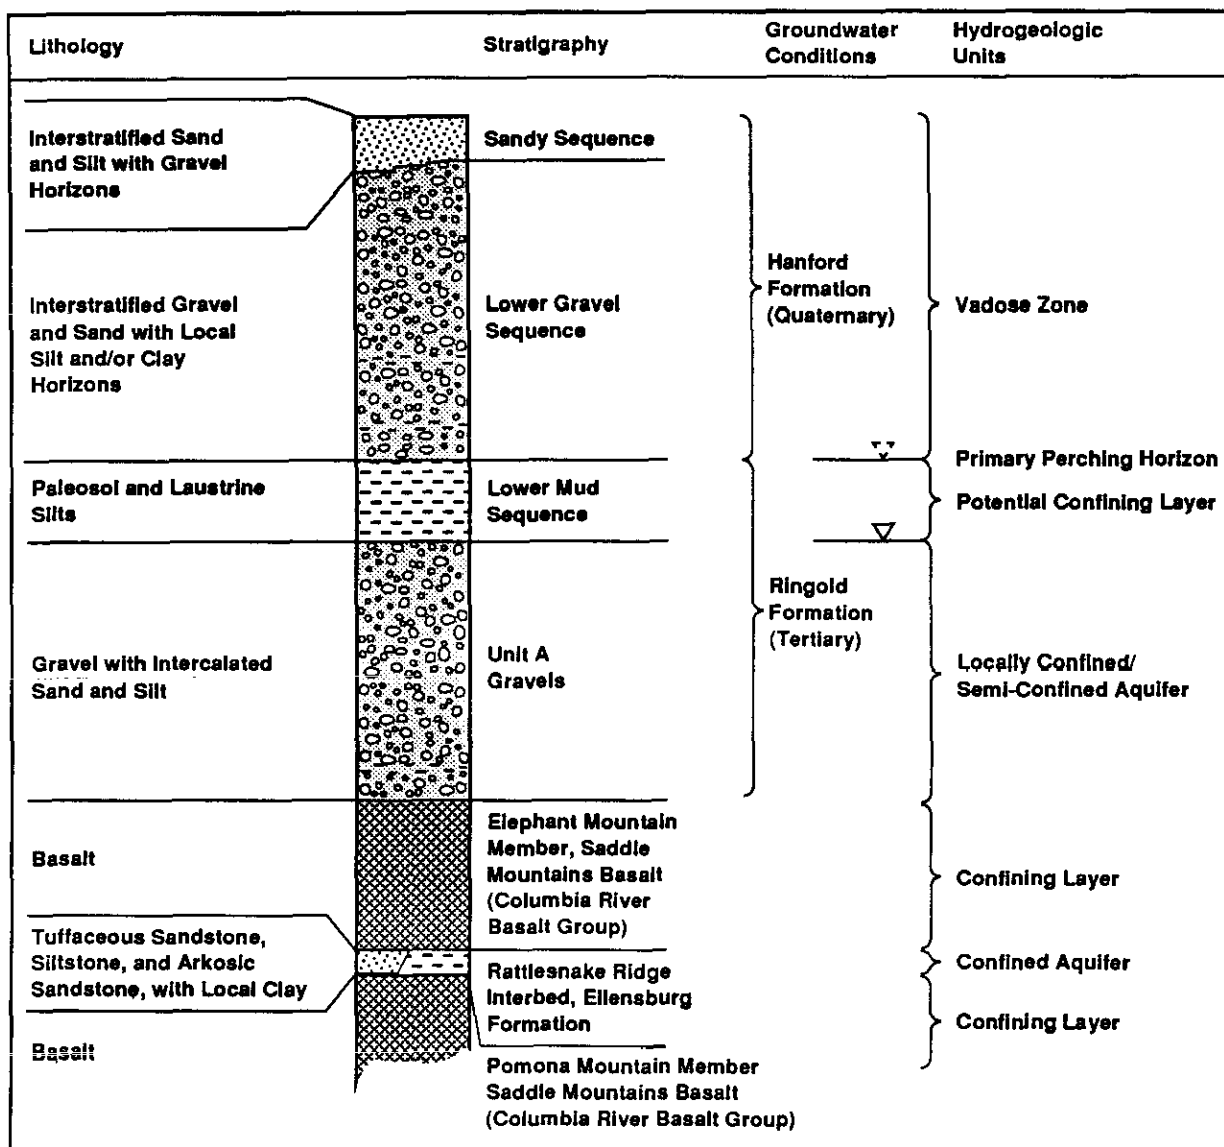 Lithology
Stratigraphy
Groundwater
Conditions
Hydrogeologic
Units
Interstratified Sand
and Silt with Gravel
Horizons
Sandy Sequence
Interstratified Gravel
and Sand with Local
Silt and/or Clay
Horizons
Lower Gravel
Sequence
Hanford
Formation
(Quaternary)
Vadose Zone
Primary Perching Horizon
Paleosol and Laustrine
Silts
Lower Mud
Sequence
Potential Confining Layer
Gravel with Intercalated
Sand and Silt
Unit A
Gravels
Ringold
Formation
(Tertiary)
Locally Confined/
Semi-Confined Aquifer
Basalt
Elephant Mountain
Member, Saddle
Mountains Basalt
(Columbia River
Basalt Group)
Confining Layer
Tuffaceous Sandstone,
Siltstone, and Arkosic
Sandstone, with Local Clay
Rattlesnake Ridge
Interbed, Ellensburg
Formation
Confined Aquifer
Basalt
Pomona Mountain Member
Saddle Mountains Basalt
(Columbia River Basalt Group)
Confining Layer